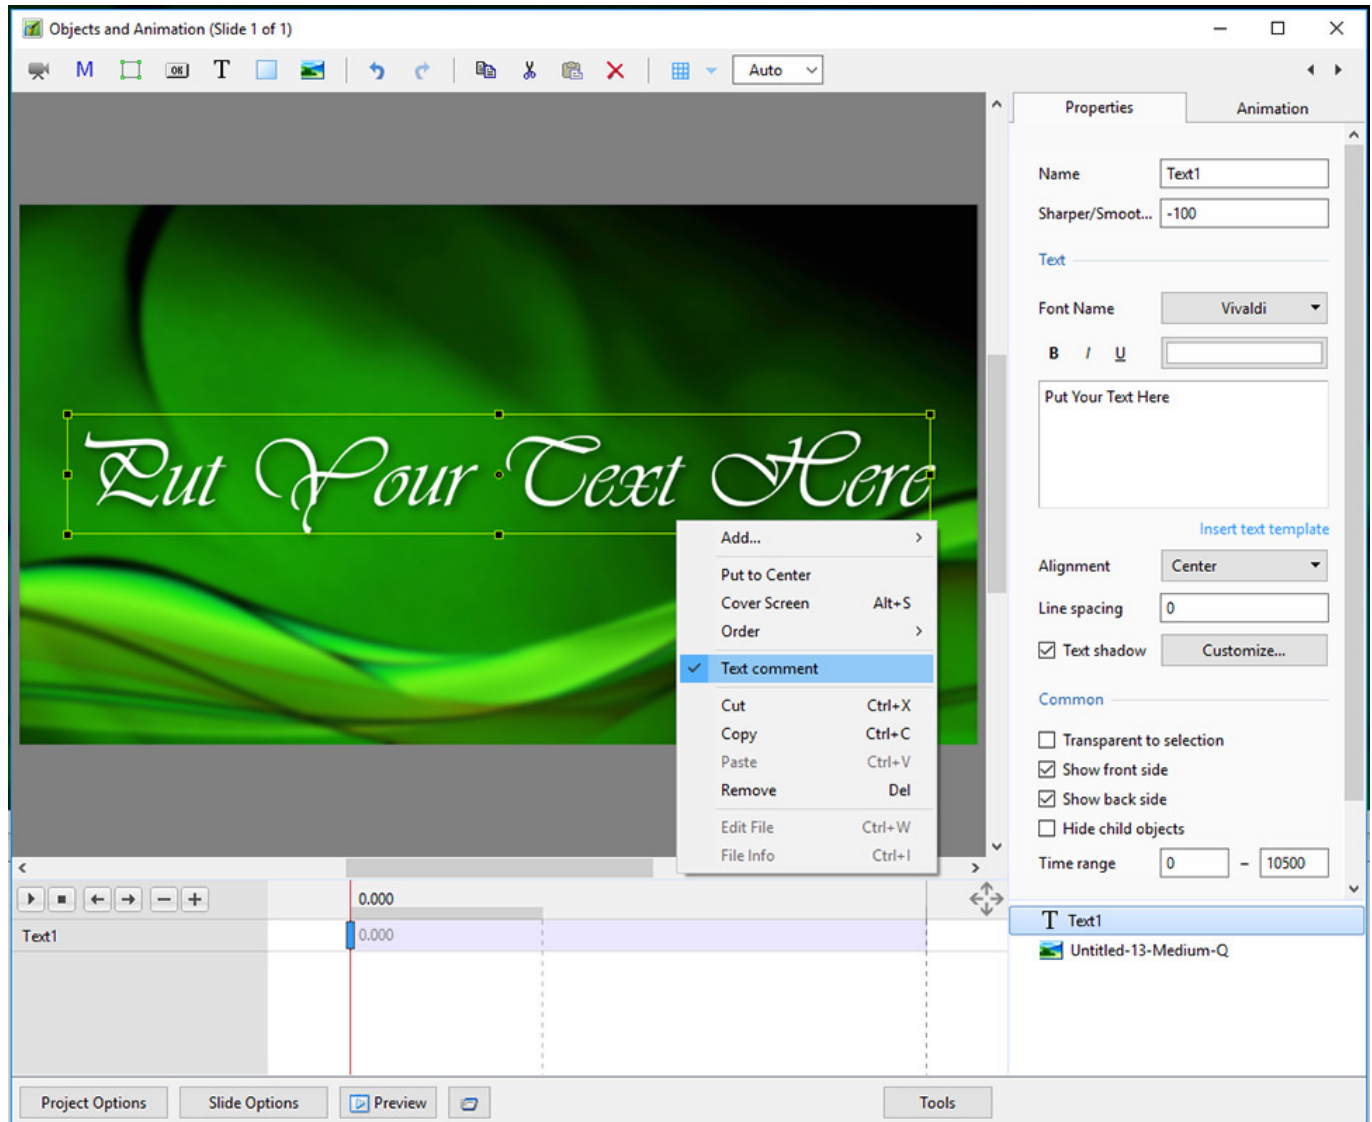 Objects and Animation (Slide 1 of 1)
M OK T Auto
Properties Animation
Name Text1
Sharper/Smoot... -100
Text
Font Name Vivaldi
B I U
Put Your Text Here
Insert text template
Alignment Center
Line spacing 0
Text shadow Customize...
Common
Transparent to selection
Show front side
Show back side
Hide child objects
Time range 0 – 10500
Put Your Text Here
Add...
Put to Center
Cover Screen Alt+S
Order
Text comment
Cut Ctrl+X
Copy Ctrl+C
Paste Ctrl+V
Remove Del
Edit File Ctrl+W
File Info Ctrl+I
0.000
Text1 0.000
T Text1
Untitled-13-Medium-Q
Project Options Slide Options Preview Tools